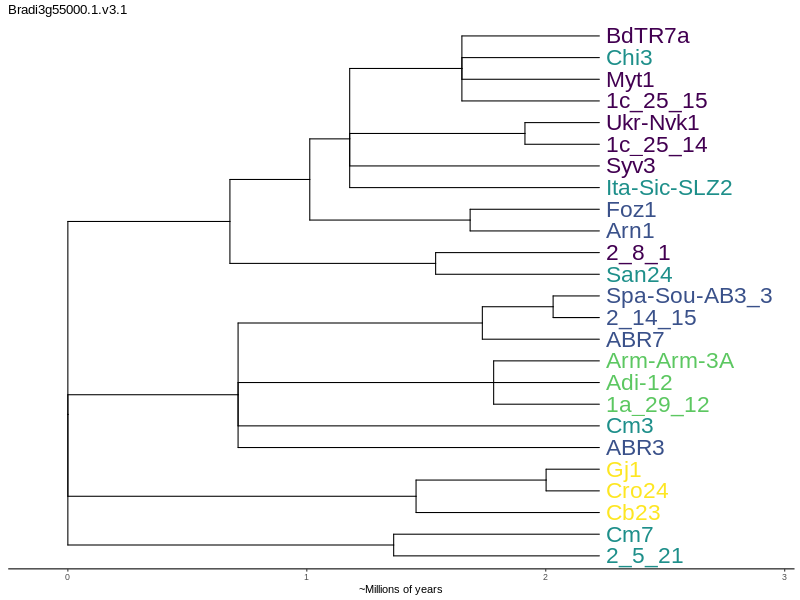 Bradi3g55000.1.v3.1
BdTR7a
Chi3
Myt1
1c_25_15
Ukr-Nvk1
1c_25_14
Syv3
Ita-Sic-SLZ2
Foz1
Arn1
2_8_1
San24
Spa-Sou-AB3_3
2_14_15
ABR7
Arm-Arm-3A
Adi-12
1a_29_12
Cm3
ABR3
Gj1
Cro24
Cb23
Cm7
2_5_21
0 1 2 3
~Millions of years